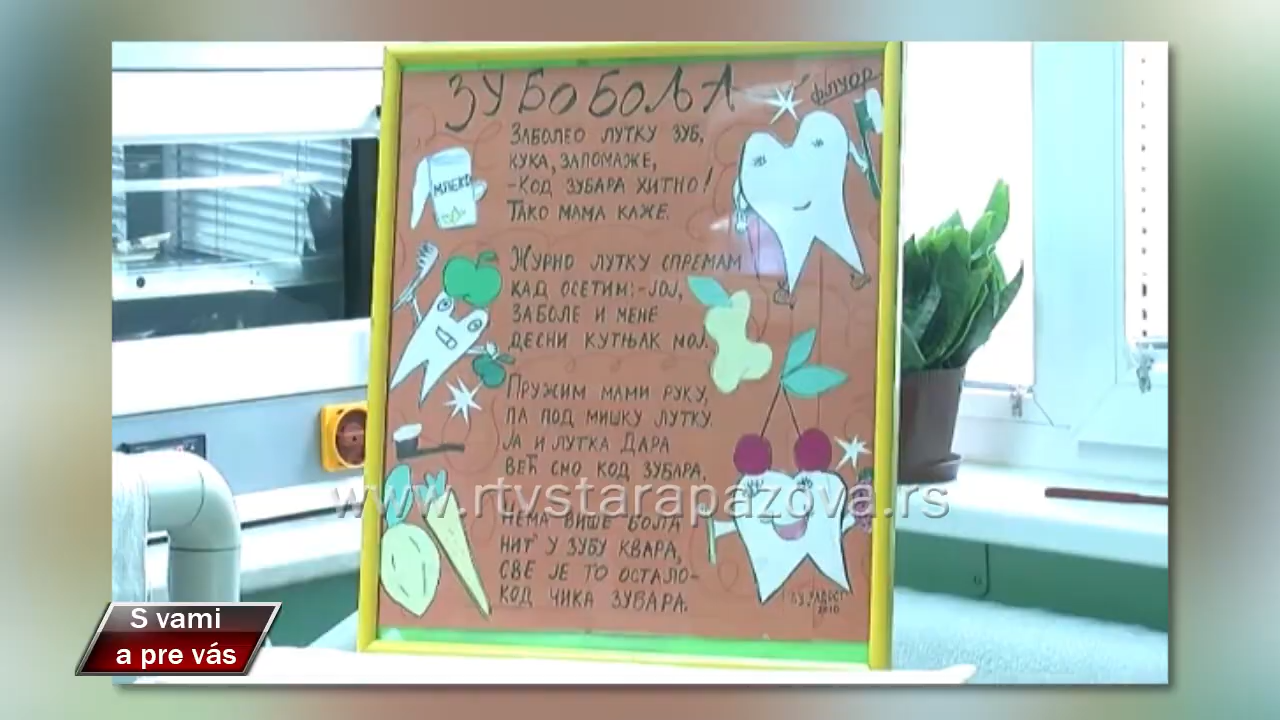 ЗУБОБОЉА
флуор
ЗАБОЛЕО ЛУТКУ ЗУБ,
КУКА, ЗАПОМАЖЕ,
-КОД ЗУБАРА ХИТНО!
ТАКО МАМА КАЖЕ.
МЛЕКО
ЖУРНО ЛУТКУ СПРЕМАМ
КАД ОСЕТИМ:-ЈОЈ,
ЗАБОЛЕ И МЕНЕ
ДЕСНИ КУТЊАК МОЈ.
ПРУЖИМ МАМИ РУКУ,
ПА ПОД МИШКУ ЛУТКУ.
ЈА И ЛУТКА ДАРА
ВЕЋ СМО КОД ЗУБАРА.
www.rtvstarapazova.rs
НЕМА ВИШЕ БОЛА
НИТ' У ЗУБУ КВАРА,
СВЕ ЈЕ ТО ОСТАЛО-
КОД ЧИКА ЗУБАРА.
РАДОСТ
2010
S vami
a pre vás